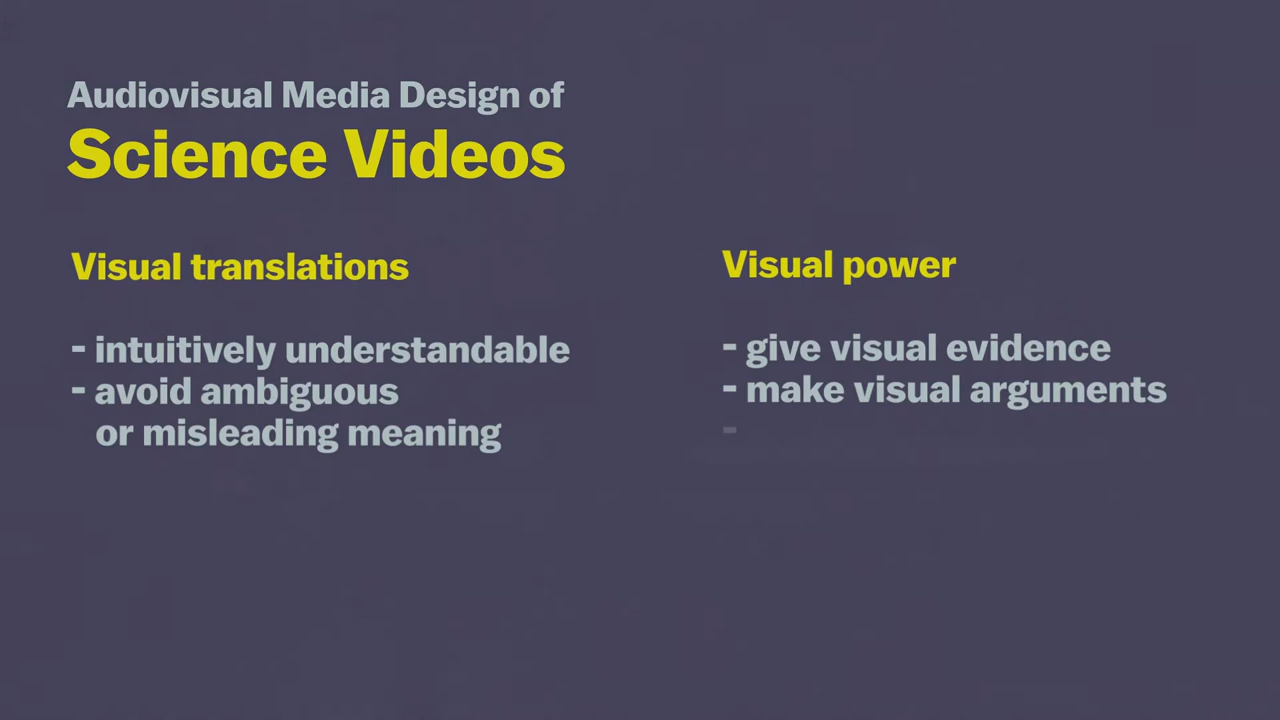 Audiovisual Media Design of
Science Videos
Visual translations
- intuitively understandable
- avoid ambiguous
or misleading meaning
Visual power
- give visual evidence
- make visual arguments
-